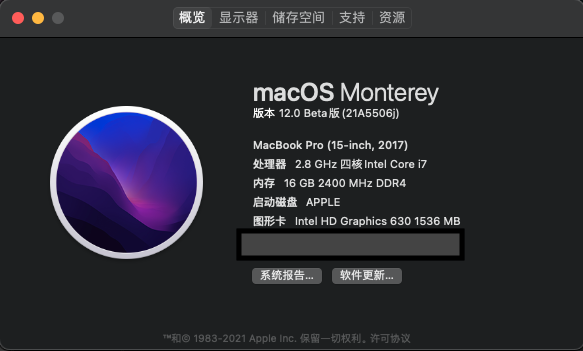 概览 显示器 储存空间 支持 资源
macOS Monterey
版本 12.0 Beta版 (21A5506j)
MacBook Pro (15-inch, 2017)
处理器 2.8 GHz 四核Intel Core i7
内存 16 GB 2400 MHz DDR4
启动磁盘 APPLE
图形卡 Intel HD Graphics 630 1536 MB
系统报告... 软件更新...
™和© 1983-2021 Apple Inc. 保留一切权利。许可协议